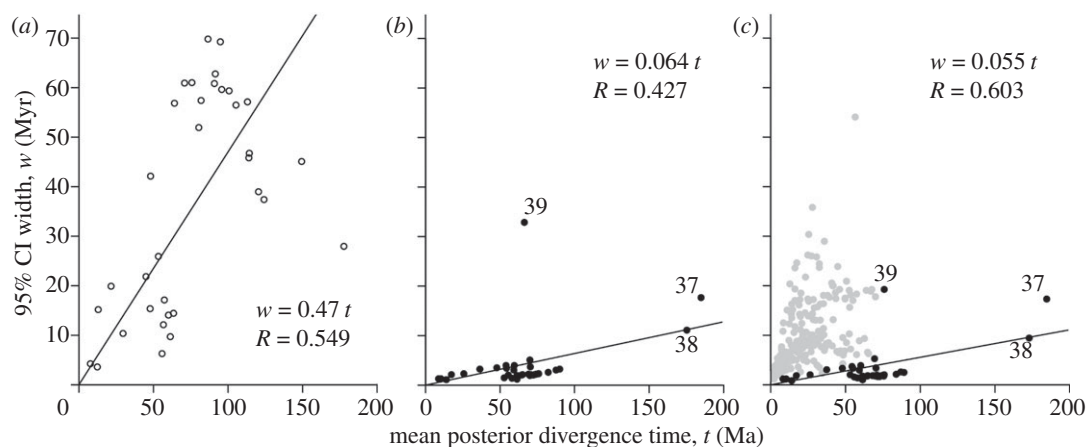 (a)
70
60
50
40
30
20
10
0
50
100
150
200
95% CI width, w (Myr)
w = 0.47 t
R = 0.549
(b)
w = 0.064 t
R = 0.427
39
37
38
0
50
100
150
200
(c)
w = 0.055 t
R = 0.603
39
37
38
0
50
100
150
200
mean posterior divergence time, t (Ma)